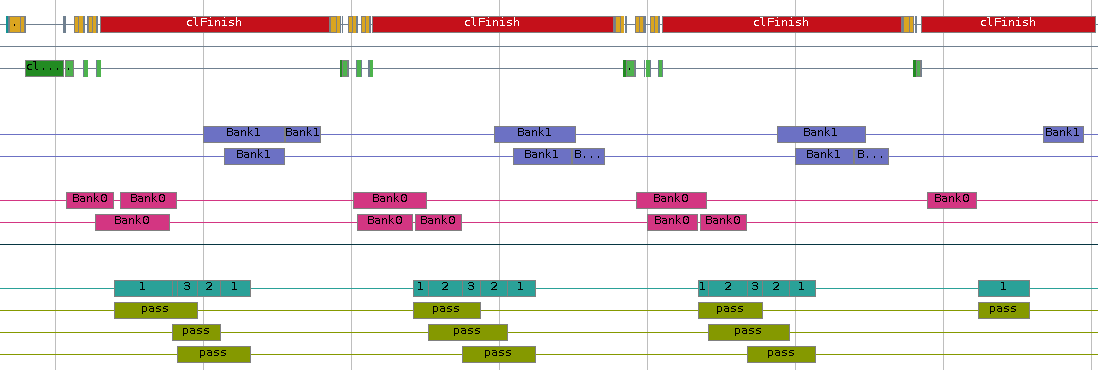 . clFinish clFinish clFinish clFinish
cl... . .
Bank1 Bank1 Bank1 Bank1 Bank1
Bank1 Bank1 B... Bank1 B...
Bank0 Bank0 Bank0 Bank0 Bank0
Bank0 Bank0 Bank0 Bank0 Bank0
1 3 2 1 1 2 3 2 1 1 2 3 2 1 1
pass pass pass pass
pass pass pass
pass pass pass